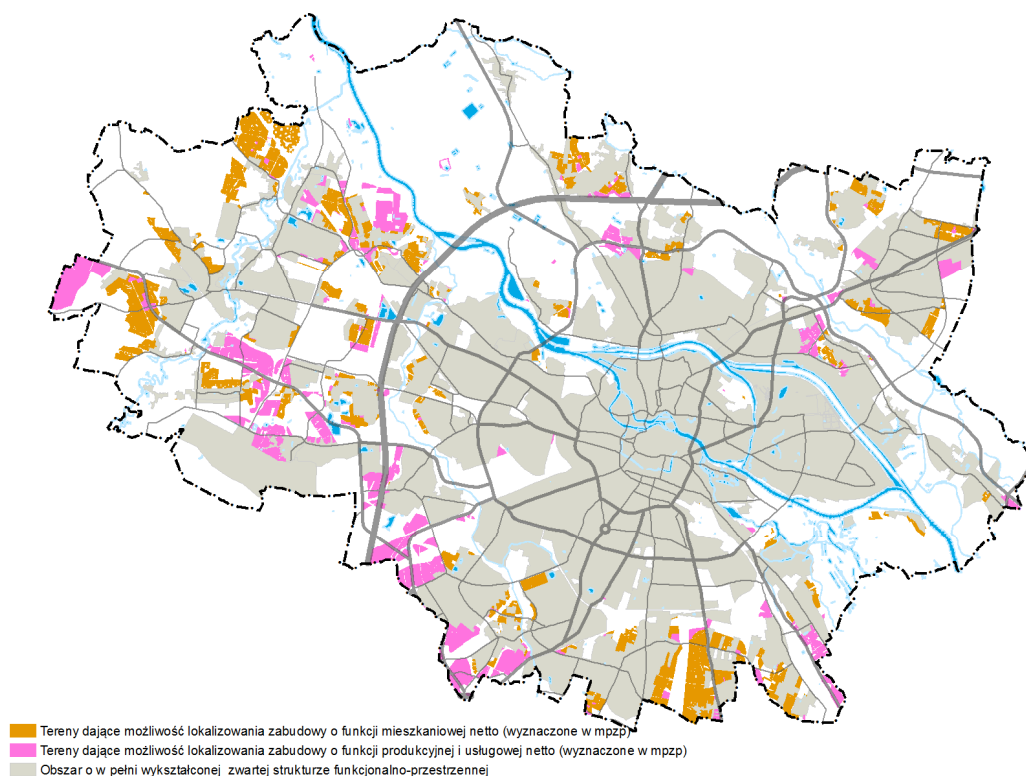 Tereny dające możliwość lokalizowania zabudowy o funkcji mieszkaniowej netto (wyznaczone w mpzp)
Tereny dające możliwość lokalizowania zabudowy o funkcji produkcyjnej i usługowej netto (wyznaczone w mpzp)
Obszar o w pełni wykształconej zwartej strukturze funkcjonalno-przestrzennej